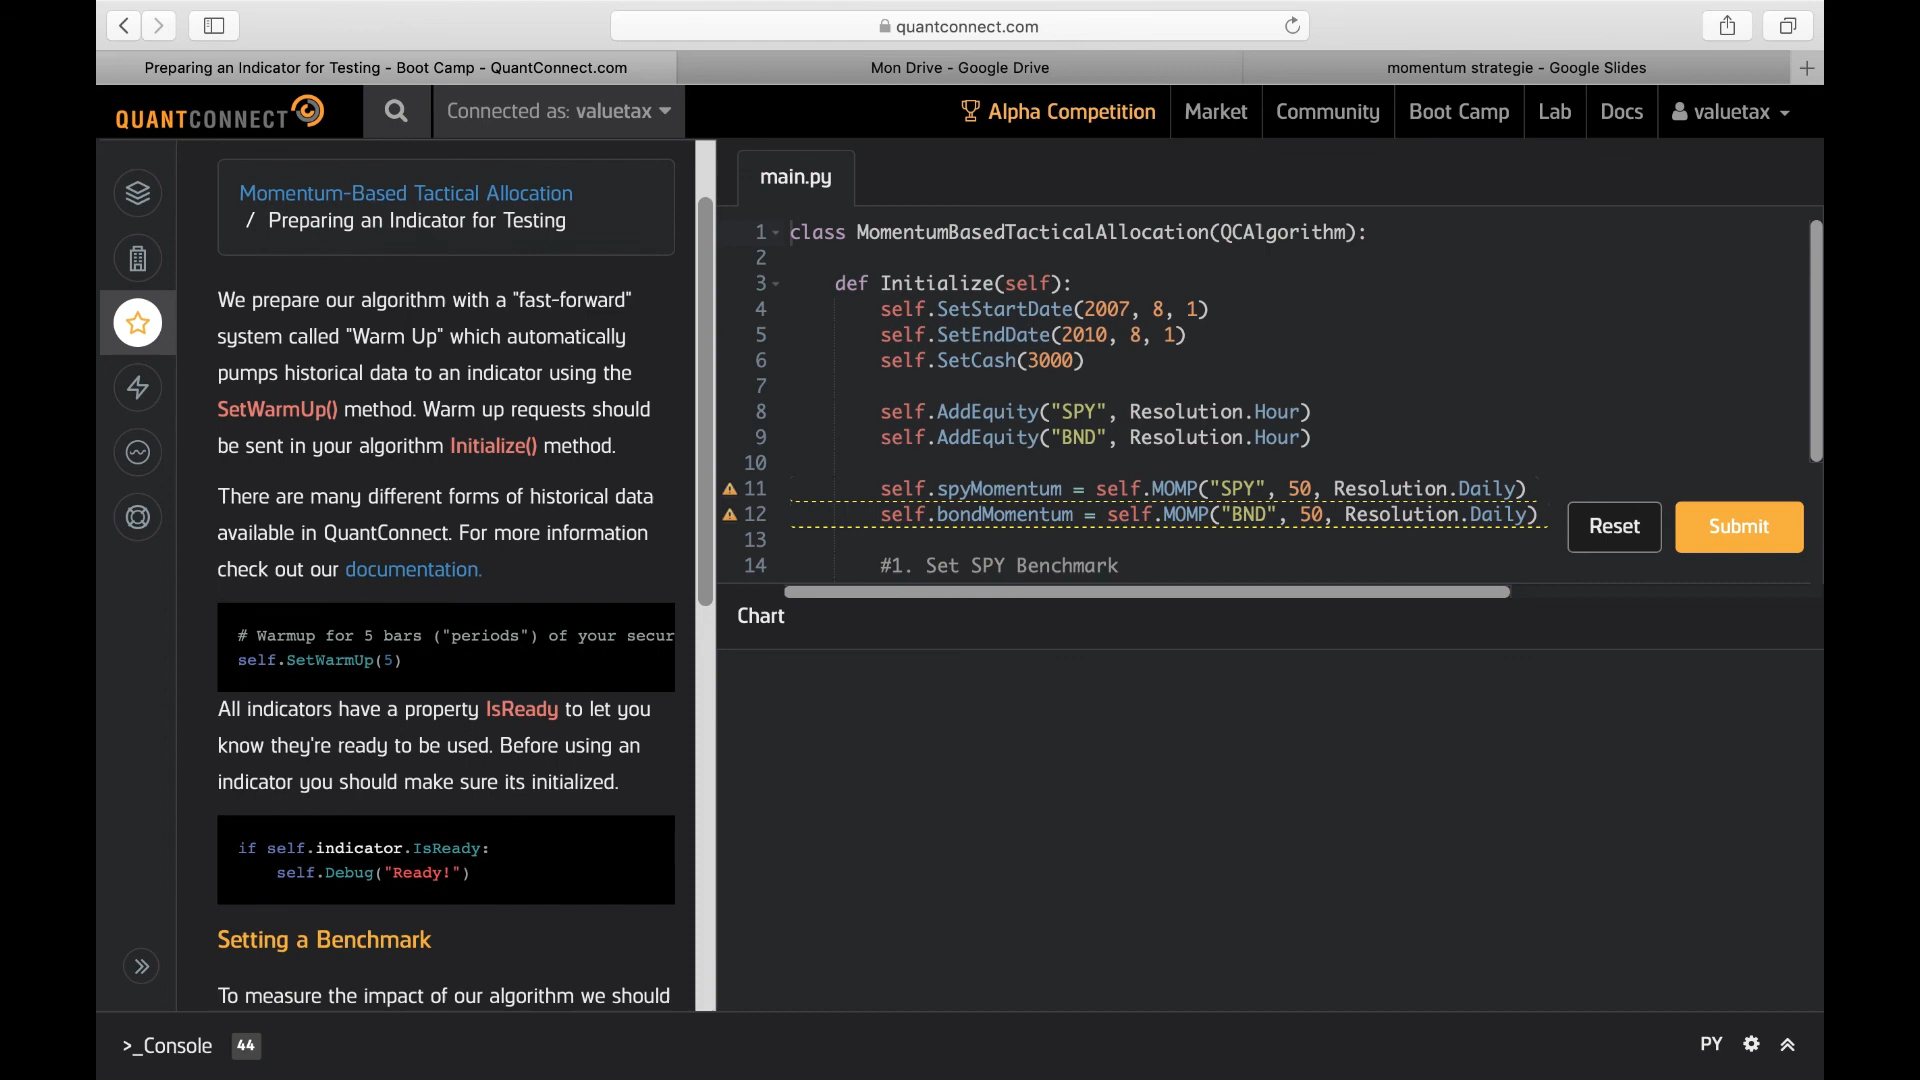 quantconnect.com
Preparing an Indicator for Testing - Boot Camp - QuantConnect.com
Mon Drive - Google Drive
momentum strategie - Google Slides
QUANTCONNECT
Connected as: valuetax
Alpha Competition
Market
Community
Boot Camp
Lab
Docs
valuetax
Momentum-Based Tactical Allocation
/ Preparing an Indicator for Testing
We prepare our algorithm with a "fast-forward"
system called "Warm Up" which automatically
pumps historical data to an indicator using the
SetWarmUp() method. Warm up requests should
be sent in your algorithm Initialize() method.
There are many different forms of historical data
available in QuantConnect. For more information
check out our documentation.
# Warmup for 5 bars ("periods") of your secur
self.SetWarmUp(5)
All indicators have a property IsReady to let you
know they're ready to be used. Before using an
indicator you should make sure its initialized.
if self.indicator.IsReady:
self.Debug("Ready!")
Setting a Benchmark
To measure the impact of our algorithm we should
main.py
1 class MomentumBasedTacticalAllocation(QCAlgorithm):
2
3 def Initialize(self):
4 self.SetStartDate(2007, 8, 1)
5 self.SetEndDate(2010, 8, 1)
6 self.SetCash(3000)
7
8 self.AddEquity("SPY", Resolution.Hour)
9 self.AddEquity("BND", Resolution.Hour)
10
11 self.spyMomentum = self.MOMP("SPY", 50, Resolution.Daily)
12 self.bondMomentum = self.MOMP("BND", 50, Resolution.Daily)
13
14 #1. Set SPY Benchmark
Reset
Submit
Chart
>_Console 44
PY